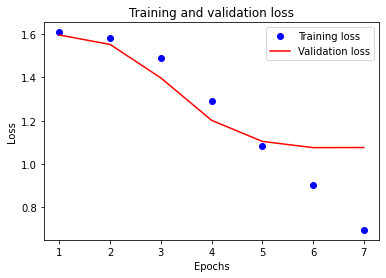 Training and validation loss
Training loss
Validation loss
Loss
1.6
1.4
1.2
1.0
0.8
1 2 3 4 5 6 7
Epochs